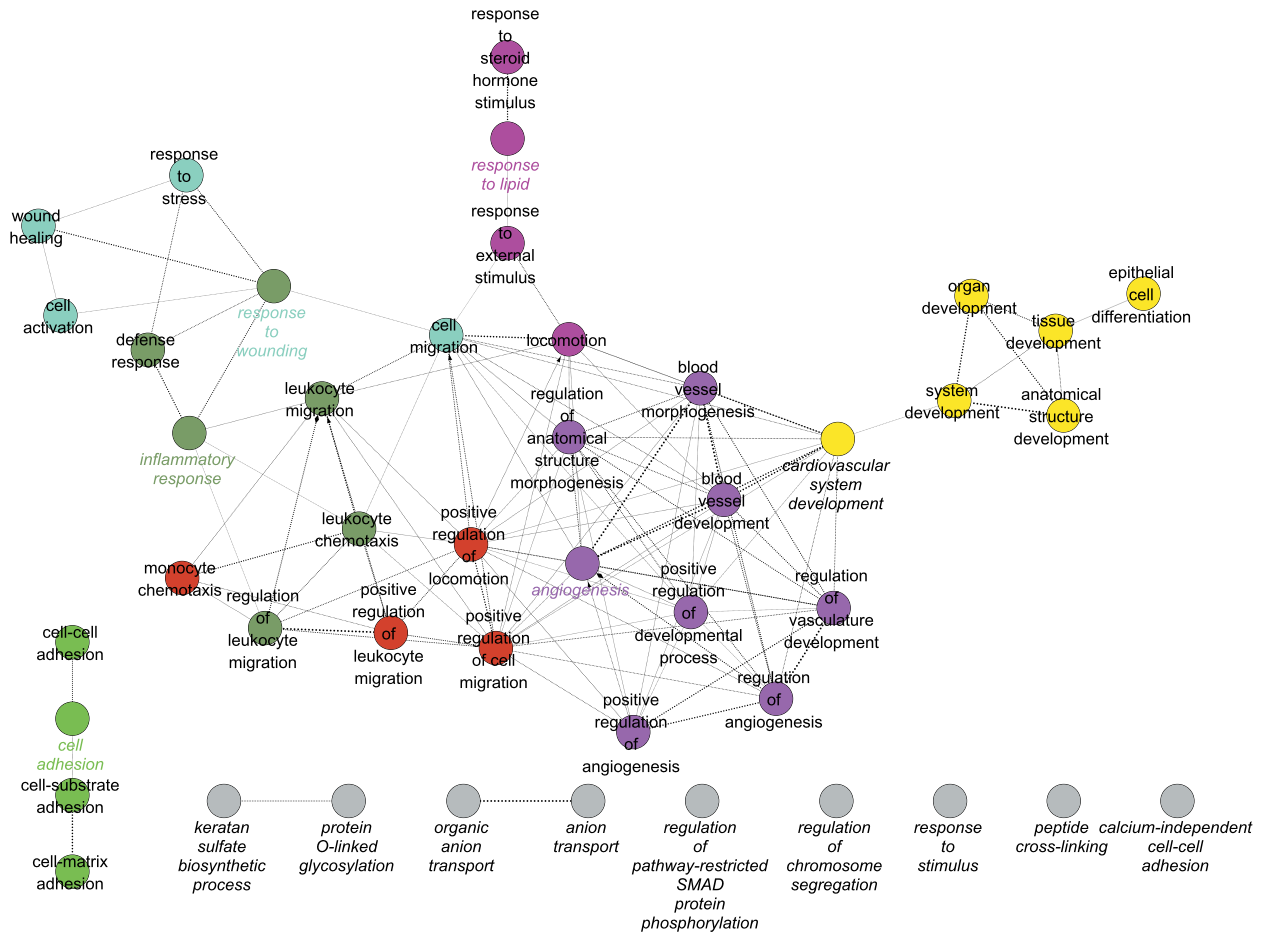 response
to
steroid
hormone
stimulus
response
to lipid
response
to
external
stimulus
response
to
stress
wound
healing
cell
activation
response
to
wounding
defense
response
inflammatory
response
cell
migration
locomotion
leukocyte
migration
blood
vessel
morphogenesis
regulation
of
anatomical
structure
morphogenesis
organ
development
epithelial
cell
differentiation
tissue
development
system
development
anatomical
structure
development
cardiovascular
system
development
blood
vessel
development
leukocyte
chemotaxis
positive
regulation
of
locomotion
monocyte
chemotaxis
regulation
of
leukocyte
migration
positive
regulation
of
leukocyte
migration
positive
regulation
of cell
migration
angiogenesis
positive
regulation
of
developmental
process
regulation
of
vasculature
development
regulation
of
angiogenesis
positive
regulation
of
angiogenesis
cell-cell
adhesion
cell
adhesion
cell-substrate
adhesion
cell-matrix
adhesion
keratan
sulfate
biosynthetic
process
protein
O-linked
glycosylation
organic
anion
transport
anion
transport
regulation
of
pathway-restricted
SMAD
protein
phosphorylation
regulation
of
chromosome
segregation
response
to
stimulus
peptide
cross-linking
calcium-independent
cell-cell
adhesion